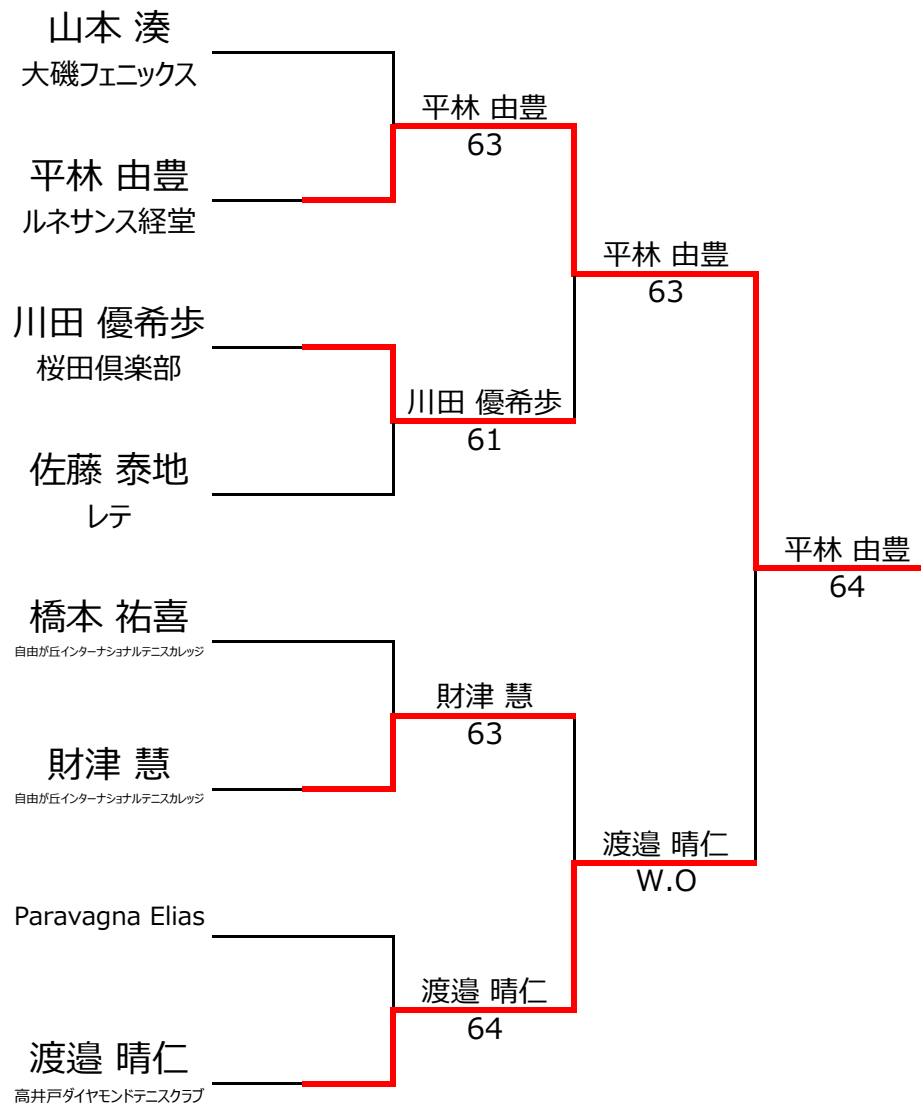 山本 湊
大磯フェニックス
平林 由豊
63
平林 由豊
ルネサンス経堂
平林 由豊
63
川田 優希歩
桜田倶楽部
川田 優希歩
61
佐藤 泰地
レテ
平林 由豊
64
橋本 祐喜
自由が丘インターナショナルテニスカレッジ
財津 慧
63
財津 慧
自由が丘インターナショナルテニスカレッジ
渡邉 晴仁
W.O
Paravagna Elias
渡邉 晴仁
64
渡邉 晴仁
高井戸ダイヤモンドテニスクラブ